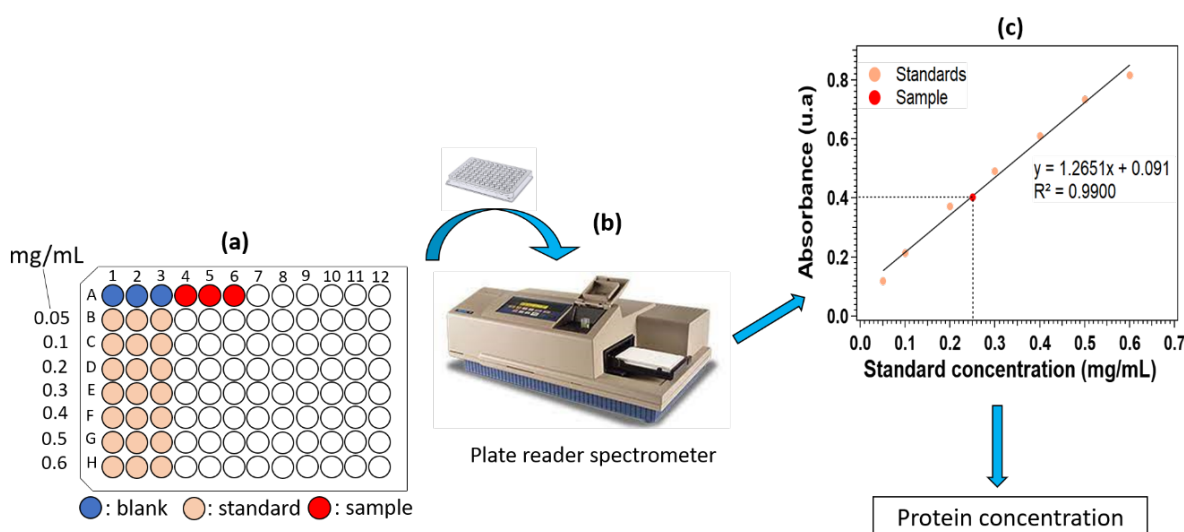 (a)
mg/mL
1 2 3 4 5 6 7 8 9 10 11 12
A
0.05 B
0.1 C
0.2 D
0.3 E
0.4 F
0.5 G
0.6 H
: blank : standard : sample
(b)
Plate reader spectrometer
(c)
Absorbance (u.a)
0.8
0.6
0.4
0.2
0.0
Standards
Sample
y = 1.2651x + 0.091
R² = 0.9900
0.0 0.1 0.2 0.3 0.4 0.5 0.6 0.7
Standard concentration (mg/mL)
Protein concentration